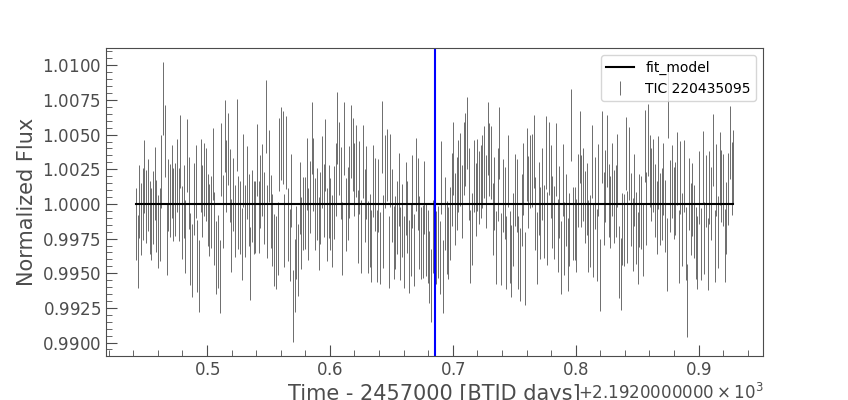 Normalized Flux
1.0100
1.0075
1.0050
1.0025
1.0000
0.9975
0.9950
0.9925
0.9900
fit_model
TIC 220435095
0.5 0.6 0.7 0.8 0.9
Time - 2457000 [BTJD days]
+2.1920000000 × 10³